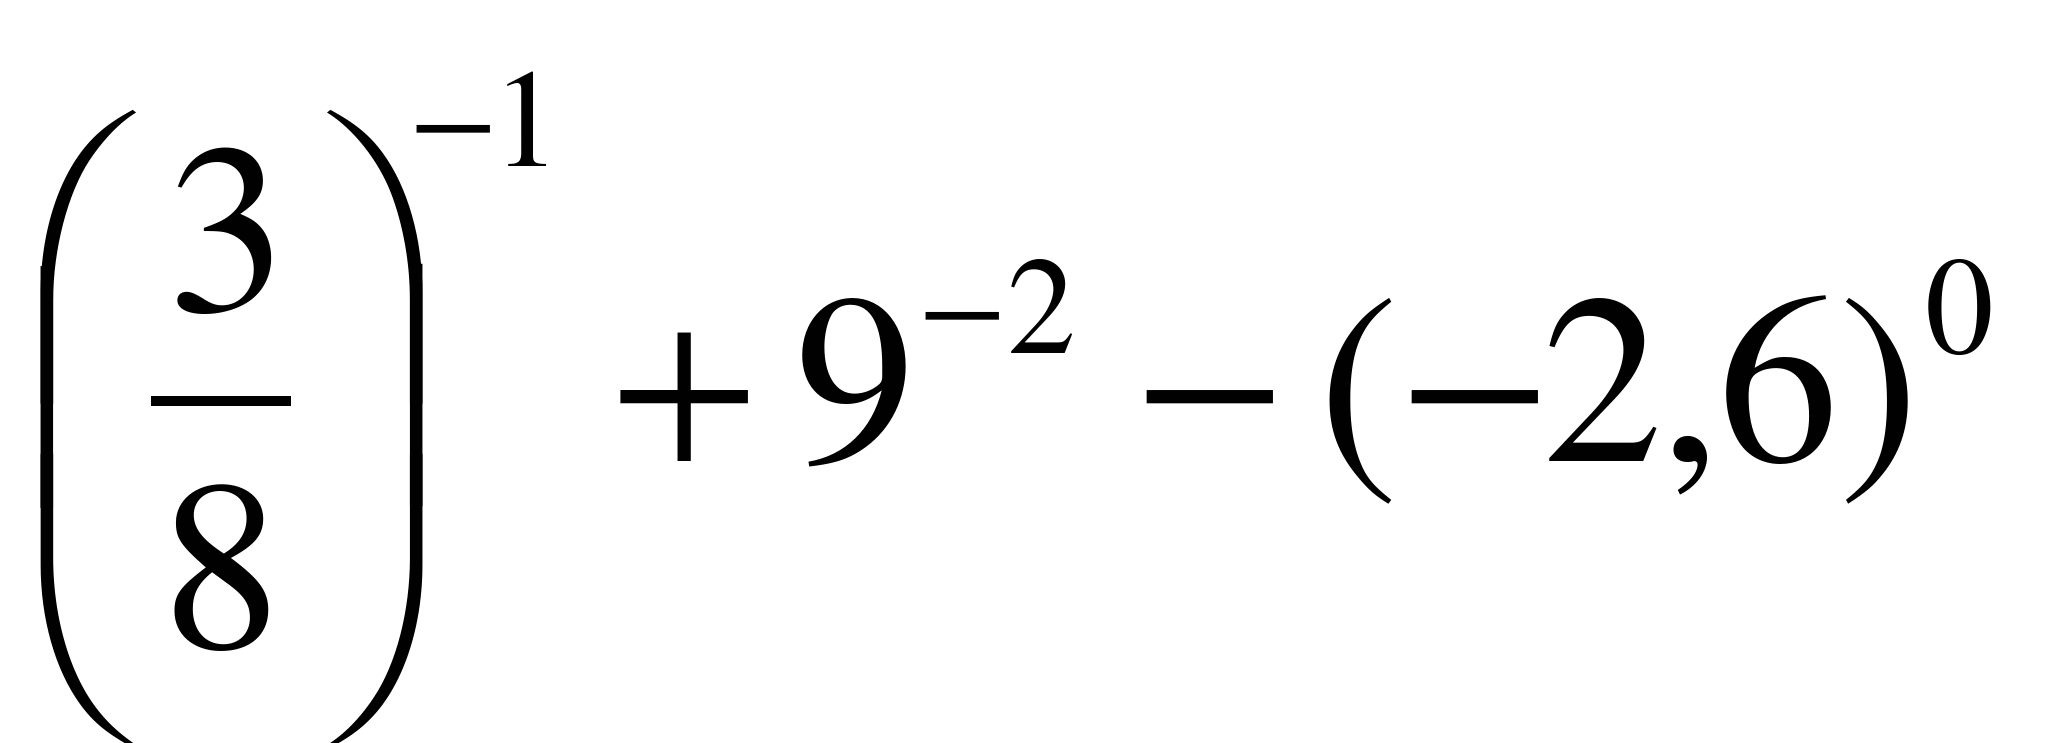 (3/8)⁻¹ + 9⁻² − (−2,6)⁰